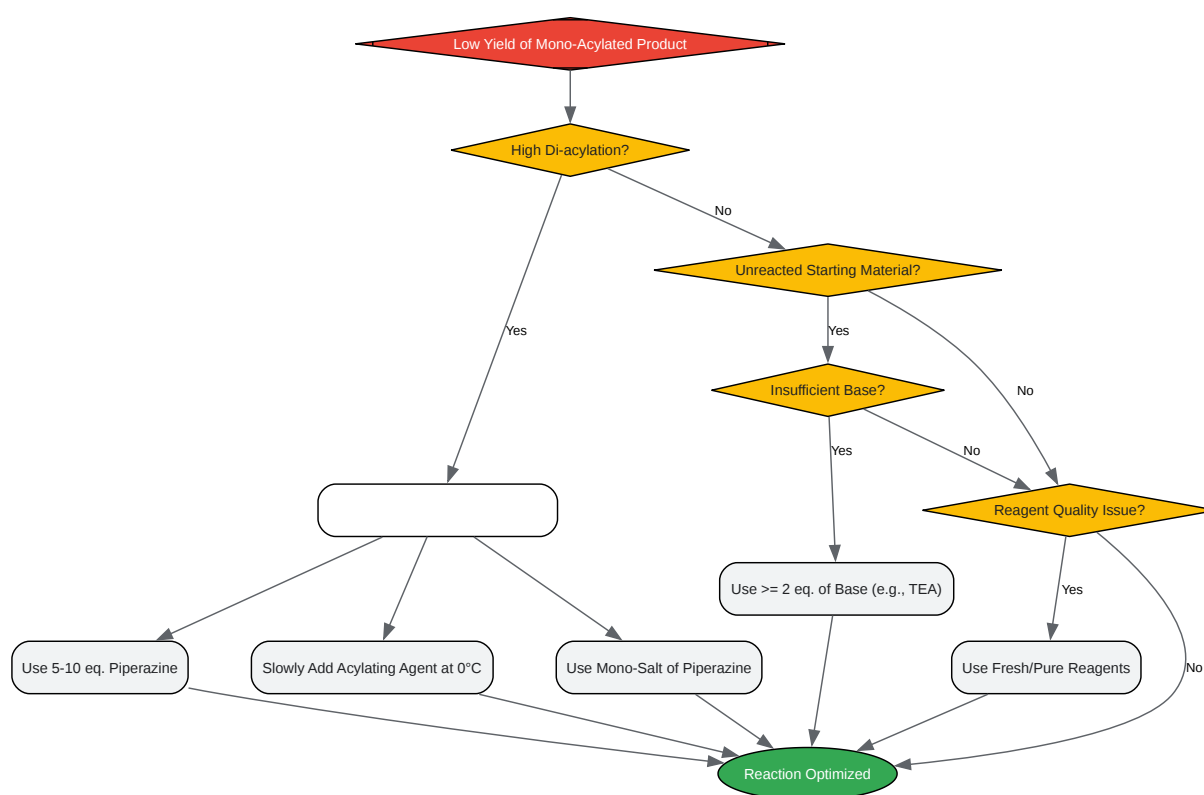 Low Yield of Mono-Acylated Product
High Di-acylation?
No
Unreacted Starting Material?
Yes
Yes
No
Insufficient Base?
Yes
No
Reagent Quality Issue?
Use >= 2 eq. of Base (e.g., TEA)
Yes
Use 5-10 eq. Piperazine
Slowly Add Acylating Agent at 0°C
Use Mono-Salt of Piperazine
Use Fresh/Pure Reagents
No
Reaction Optimized